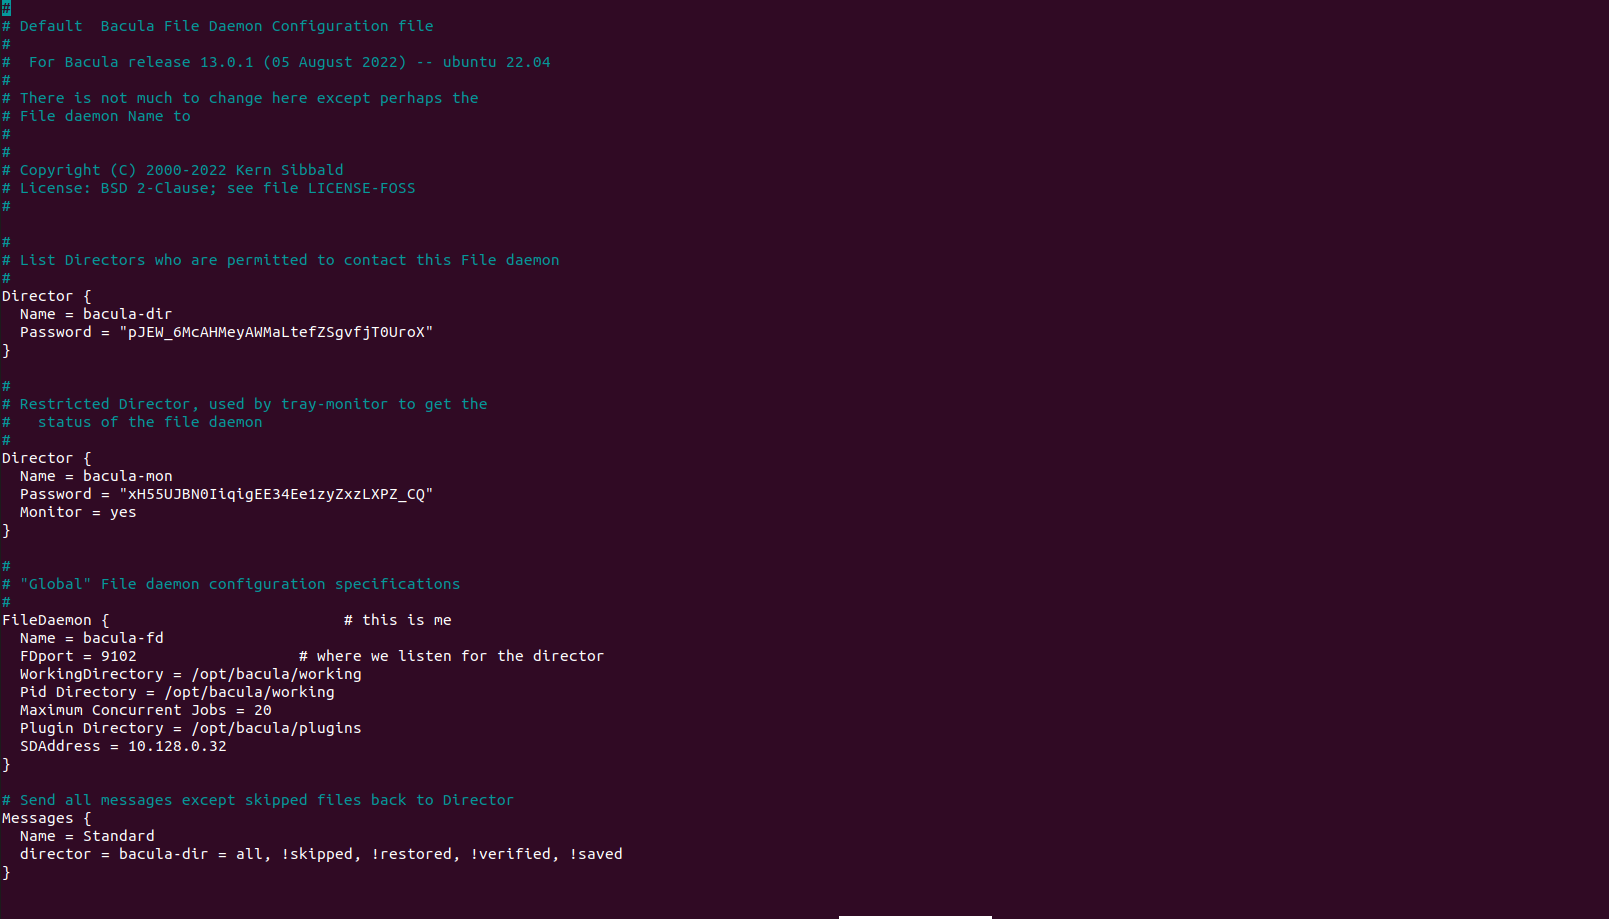 #
# Default  Bacula File Daemon Configuration file
#
#  For Bacula release 13.0.1 (05 August 2022) -- ubuntu 22.04
#
# There is not much to change here except perhaps the
# File daemon Name to
#
#
# Copyright (C) 2000-2022 Kern Sibbald
# License: BSD 2-Clause; see file LICENSE-FOSS
#

#
# List Directors who are permitted to contact this File daemon
#
Director {
  Name = bacula-dir
  Password = "pJEW_6McAHMeyAWMaLtefZSgvfjT0UroX"
}

#
# Restricted Director, used by tray-monitor to get the
#   status of the file daemon
#
Director {
  Name = bacula-mon
  Password = "xH55UJBN0IiqigEE34Ee1zyZxzLXPZ_CQ"
  Monitor = yes
}

#
# "Global" File daemon configuration specifications
#
FileDaemon {                          # this is me
  Name = bacula-fd
  FDport = 9102                  # where we listen for the director
  WorkingDirectory = /opt/bacula/working
  Pid Directory = /opt/bacula/working
  Maximum Concurrent Jobs = 20
  Plugin Directory = /opt/bacula/plugins
  SDAddress = 10.128.0.32
}

# Send all messages except skipped files back to Director
Messages {
  Name = Standard
  director = bacula-dir = all, !skipped, !restored, !verified, !saved
}